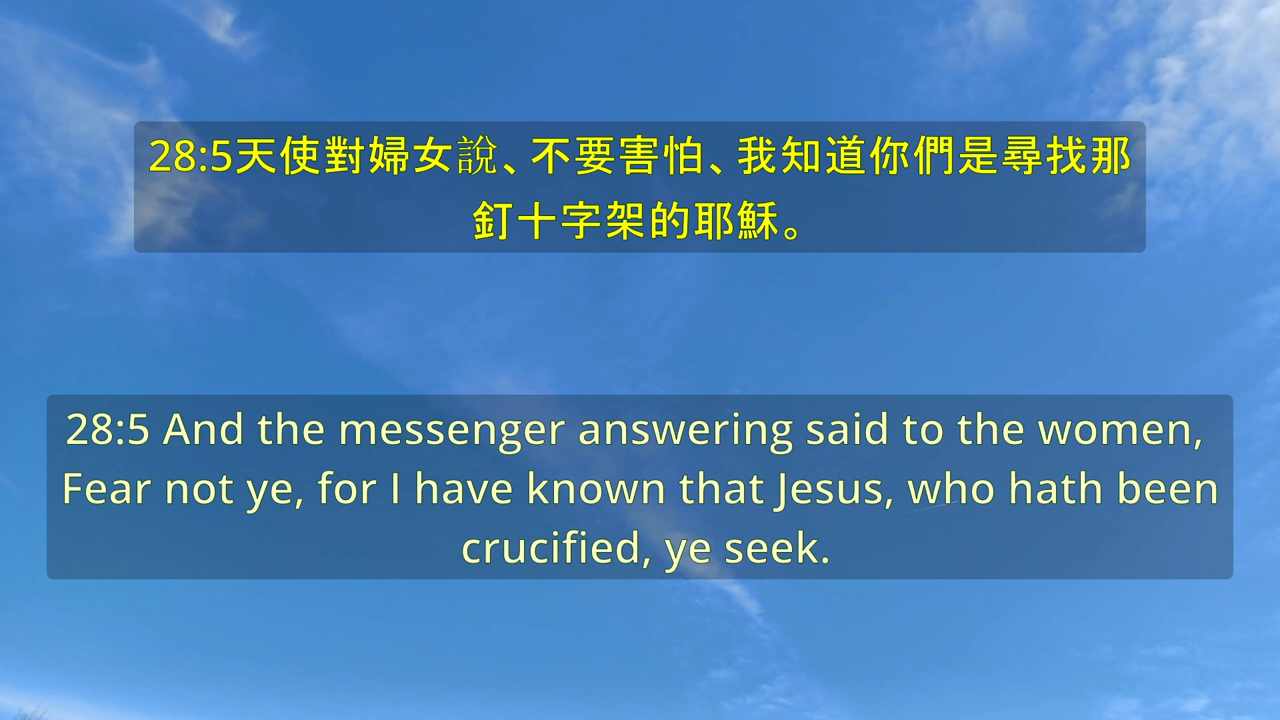 28:5天使對婦女說、不要害怕、我知道你們是尋找那
釘十字架的耶穌。
28:5 And the messenger answering said to the women,
Fear not ye, for I have known that Jesus, who hath been
crucified, ye seek.